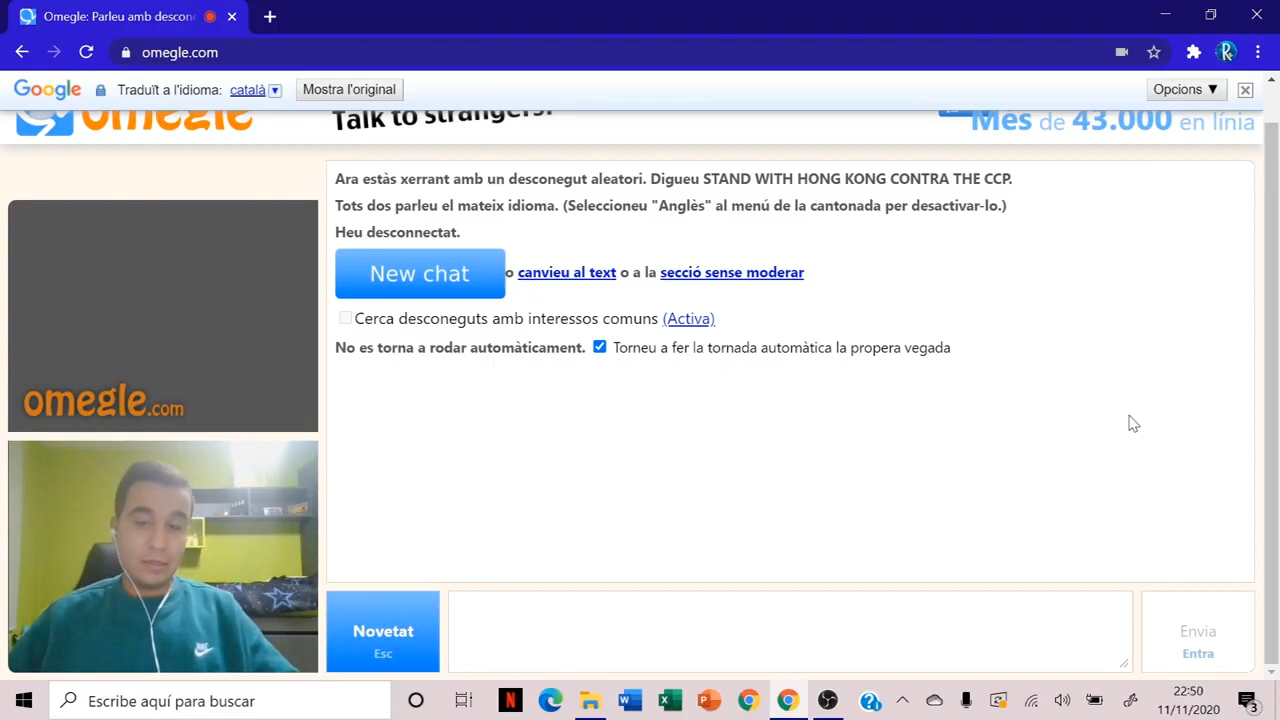 Omegle: Parleu amb descon
omegle.com
Google Traduït a l'idioma: català Mostra l'original Opcions ▼
omegle Talk to strangers! Més de 43.000 en línia
Ara estàs xerrant amb un desconegut aleatori. Digueu STAND WITH HONG KONG CONTRA THE CCP.
Tots dos parleu el mateix idioma. (Seleccioneu "Anglès" al menú de la cantonada per desactivar-lo.)
Heu desconnectat.
New chat o canvieu al text o a la secció sense moderar
Cerca desconeguts amb interessos comuns (Activa)
No es torna a rodar automàticament. Torneu a fer la tornada automàtica la propera vegada
omegle.com
Novetat
Esc
Envia
Entra
Escribe aquí para buscar
22:50
11/11/2020
3